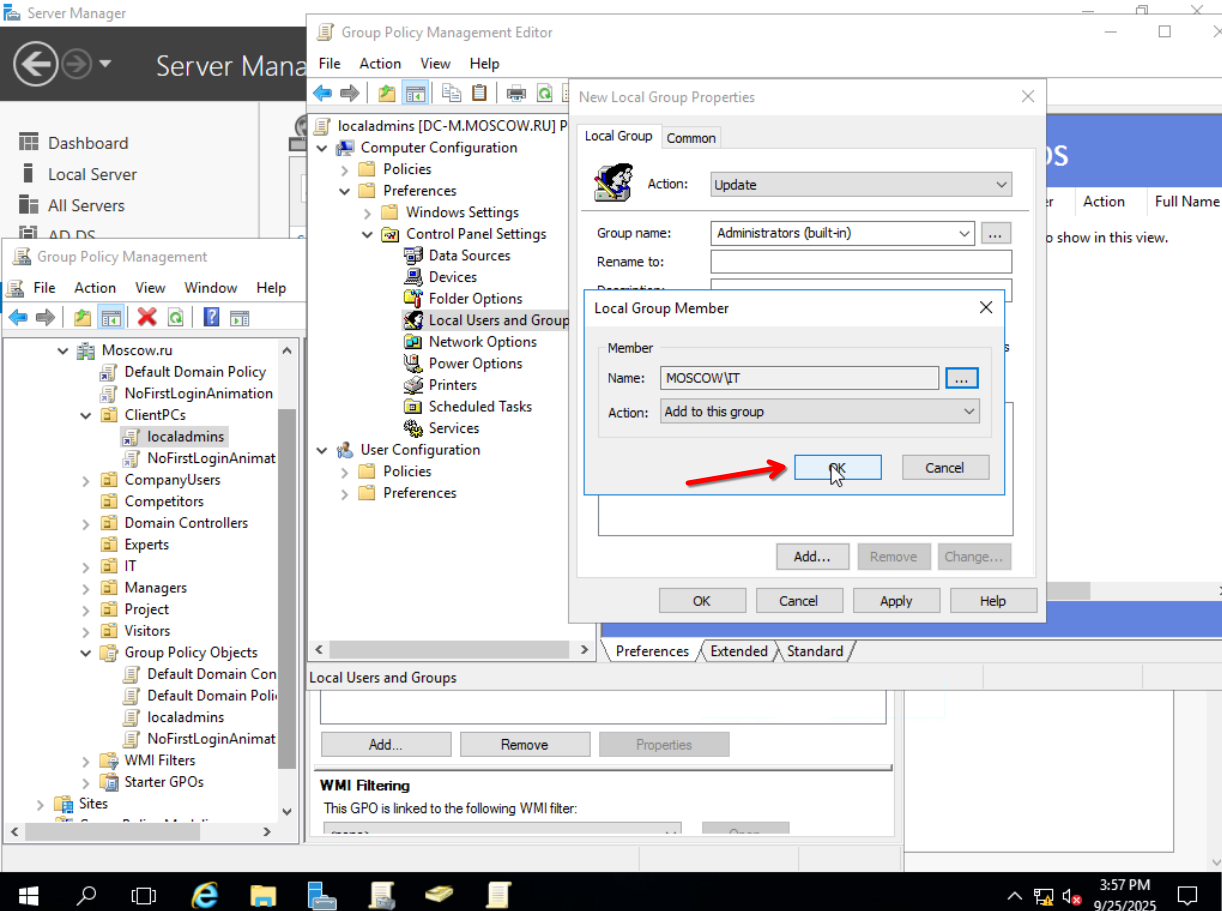 Server Manager
Server Mana
Dashboard
Local Server
All Servers
AD DS
Group Policy Management Editor
File Action View Help
localadmins [DC-M.MOSCOW.RU] P
Computer Configuration
Policies
Preferences
Windows Settings
Control Panel Settings
Data Sources
Devices
Folder Options
Local Users and Group
Network Options
Power Options
Printers
Scheduled Tasks
Services
User Configuration
Policies
Preferences
Preferences Extended Standard
Local Users and Groups
Action Full Name
o show in this view.
New Local Group Properties
Local Group Common
Action: Update
Group name: Administrators (built-in) ...
Rename to:
Local Group Member
Member
Name: MOSCOW\IT ...
Action: Add to this group
OK Cancel
Add... Remove Change...
OK Cancel Apply Help
Group Policy Management
File Action View Window Help
Moscow.ru
Default Domain Policy
NoFirstLoginAnimation
ClientPCs
localadmins
NoFirstLoginAnimat
CompanyUsers
Competitors
Domain Controllers
Experts
IT
Managers
Project
Visitors
Group Policy Objects
Default Domain Con
Default Domain Poli
localadmins
NoFirstLoginAnimat
WMI Filters
Starter GPOs
Sites
Add... Remove Properties
WMI Filtering
This GPO is linked to the following WMI filter:
3:57 PM
9/25/2025